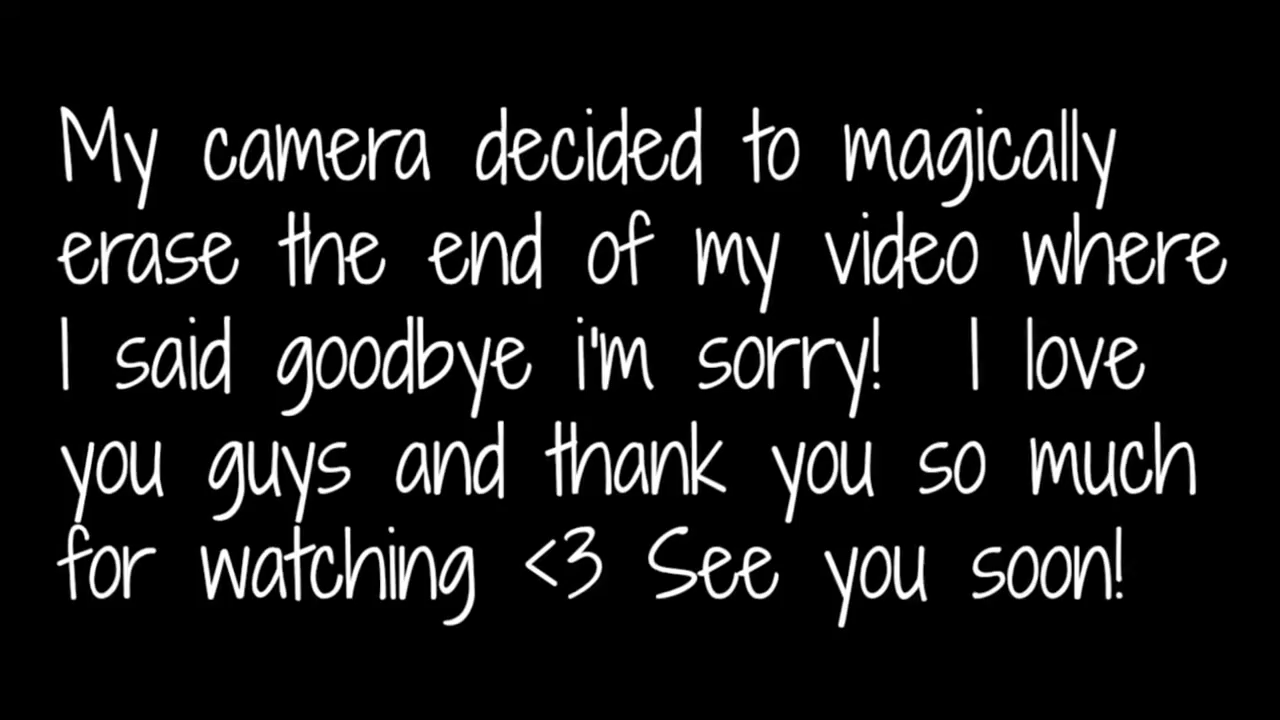 My camera decided to magically
erase the end of my video where
I said goodbye i'm sorry! I love
you guys and thank you so much
for watching <3 See you soon!